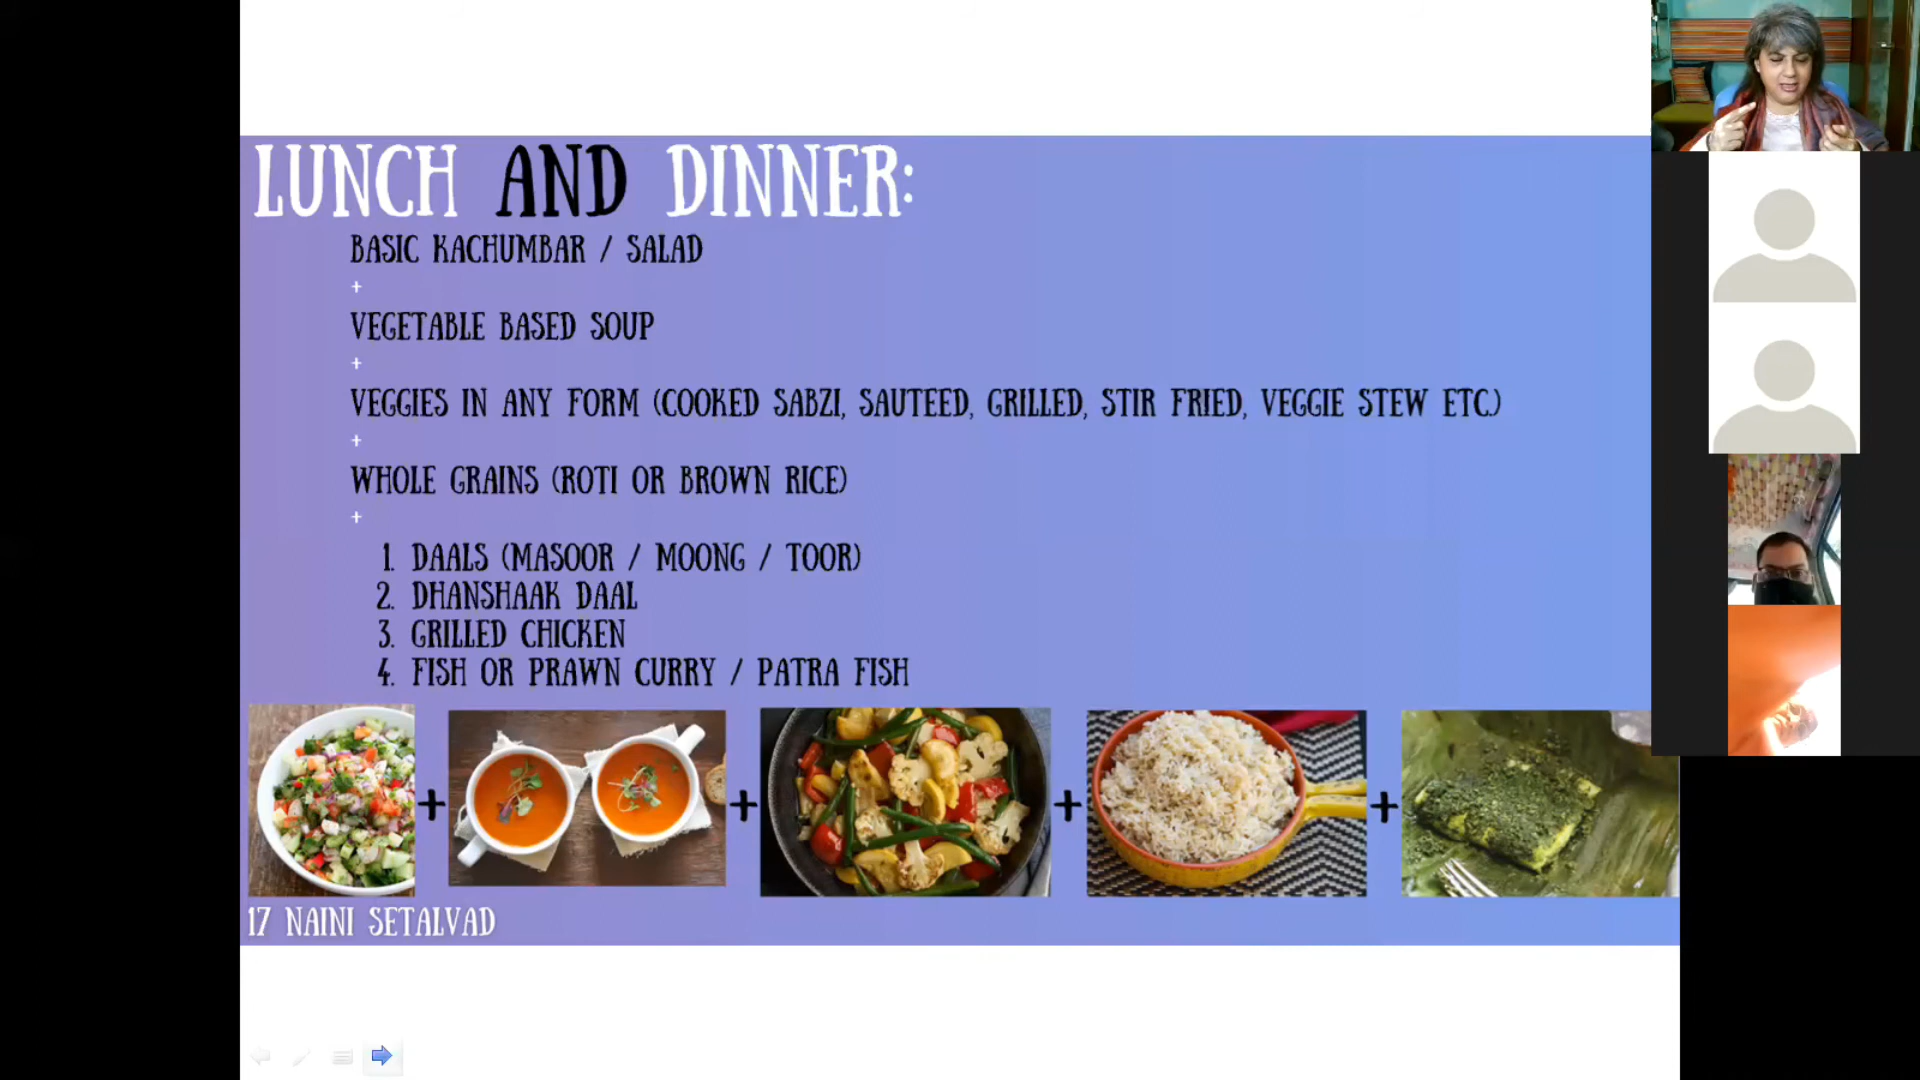 LUNCH AND DINNER:
BASIC KACHUMBAR / SALAD
+
VEGETABLE BASED SOUP
+
VEGGIES IN ANY FORM (COOKED SABZI, SAUTEED, GRILLED, STIR FRIED, VEGGIE STEW ETC.)
+
WHOLE GRAINS (ROTI OR BROWN RICE)
+
1. DAALS (MASOOR / MOONG / TOOR)
2. DHANSHAAK DAAL
3. GRILLED CHICKEN
4. FISH OR PRAWN CURRY / PATRA FISH
+ + + +
17 NAINI SETALVAD